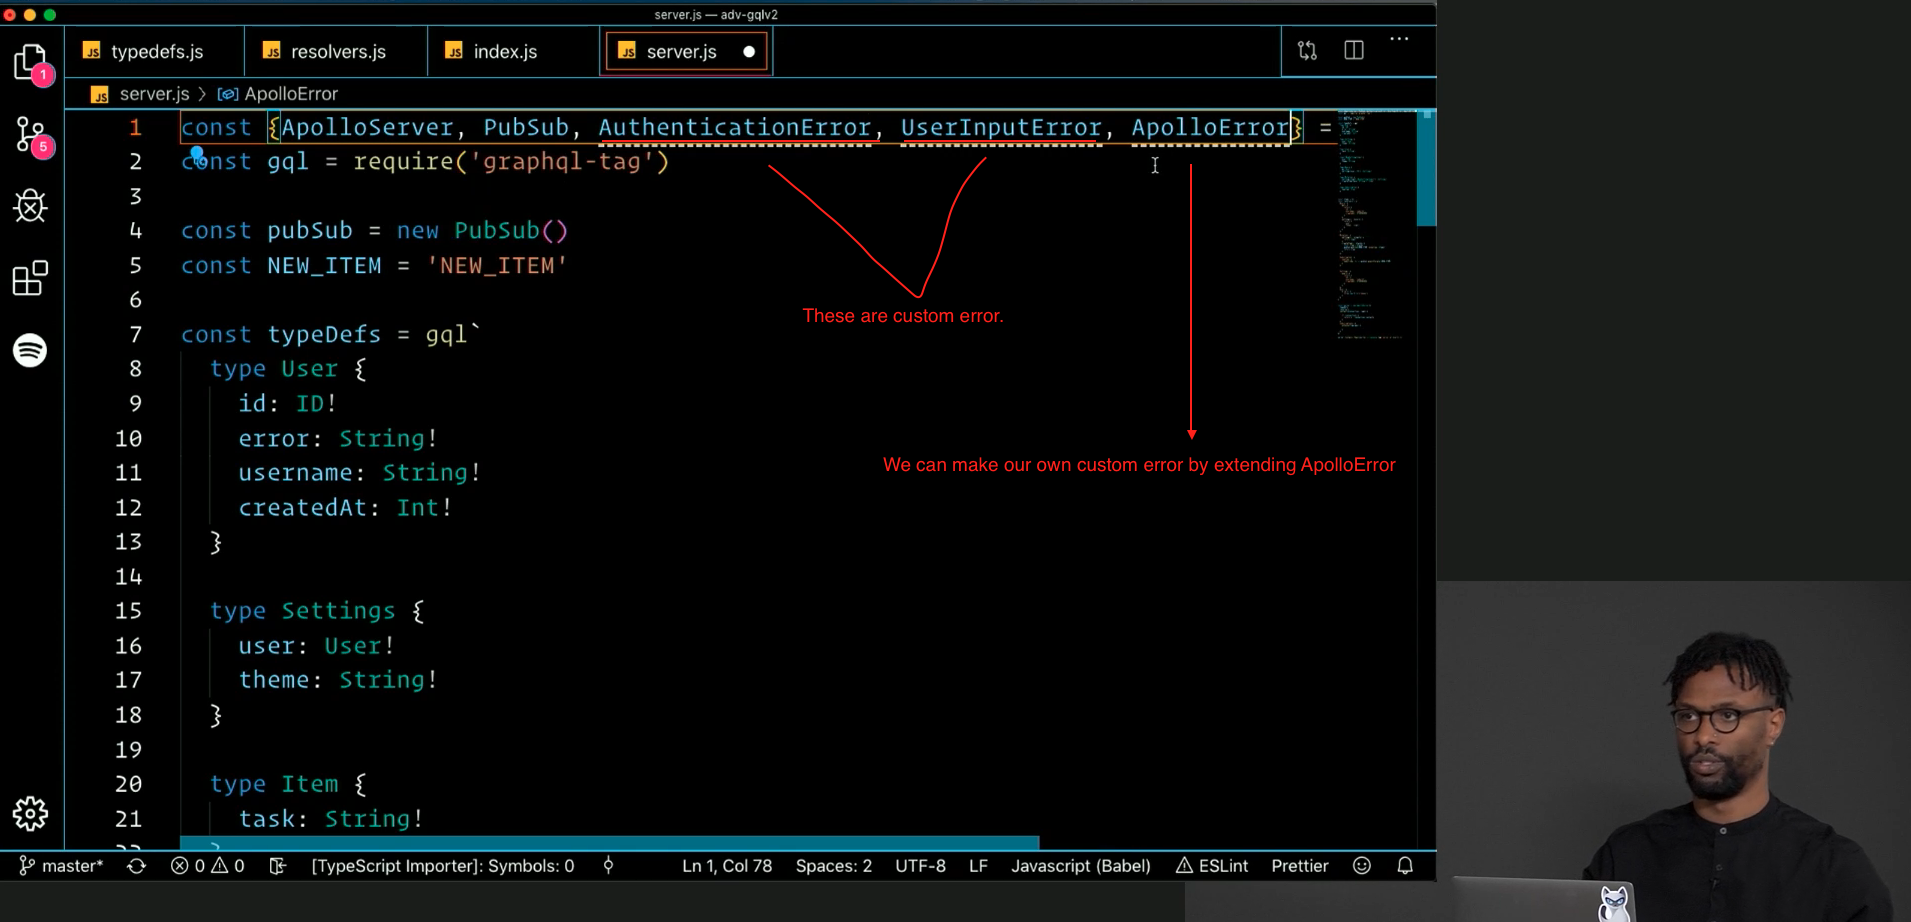 server.js — adv-gqlv2
typedefs.js
resolvers.js
index.js
server.js
server.js > ApolloError
1 const {ApolloServer, PubSub, AuthenticationError, UserInputError, ApolloError} =
2 const gql = require('graphql-tag')
3
4 const pubSub = new PubSub()
5 const NEW_ITEM = 'NEW_ITEM'
6
These are custom error.
7 const typeDefs = gql`
8 type User {
9 id: ID!
10 error: String!
We can make our own custom error by extending ApolloError
11 username: String!
12 createdAt: Int!
13 }
14
15 type Settings {
16 user: User!
17 theme: String!
18 }
19
20 type Item {
21 task: String!
1
5
master* 0 0 [TypeScript Importer]: Symbols: 0 Ln 1, Col 78 Spaces: 2 UTF-8 LF Javascript (Babel) ESLint Prettier